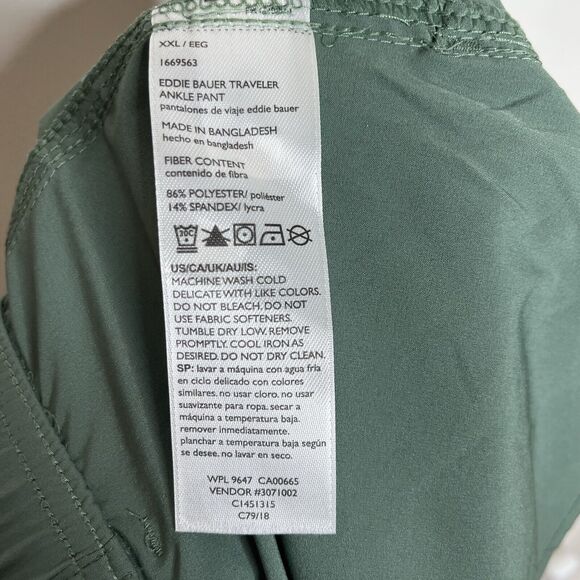 XXL / EEG
1669563
EDDIE BAUER TRAVELER
ANKLE PANT
pantalones de viaje eddie bauer
MADE IN BANGLADESH
hecho en bangladesh
FIBER CONTENT
contenido de fibra
86% POLYESTER/ poliéster
14% SPANDEX/ lycra
30C
US/CA/UK/AU/IS:
MACHINE WASH COLD
DELICATE WITH LIKE COLORS.
DO NOT BLEACH. DO NOT
USE FABRIC SOFTENERS.
TUMBLE DRY LOW. REMOVE
PROMPTLY. COOL IRON AS
DESIRED. DO NOT DRY CLEAN.
SP: lavar a máquina con agua fría
en ciclo delicado con colores
similares. no usar cloro. no usar
suavizante para ropa. secar a
máquina a temperatura baja.
remover inmediatamente.
planchar a temperatura baja según
se desee. no lavar en seco.
WPL 9647 CA00665
VENDOR #3071002
C1451315
C79/18